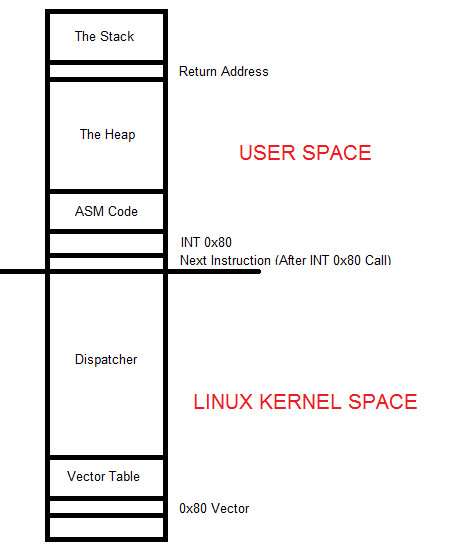 The Stack
Return Address
The Heap
USER SPACE
ASM Code
INT 0x80
Next Instruction (After INT 0x80 Call)
Dispatcher
LINUX KERNEL SPACE
Vector Table
0x80 Vector